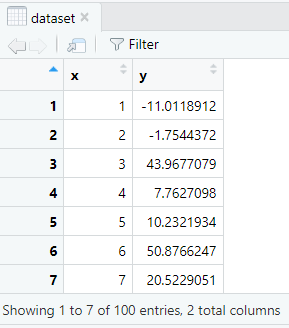 dataset
Filter
x y
1 1 -11.0118912
2 2 -1.7544372
3 3 43.9677079
4 4 7.7627098
5 5 10.2321934
6 6 50.8766247
7 7 20.5229051
Showing 1 to 7 of 100 entries, 2 total columns